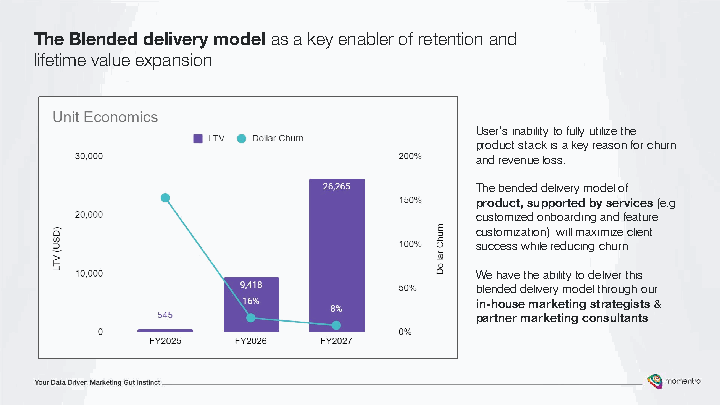 The Blended delivery model as a key enabler of retention and
lifetime value expansion
Unit Economics
LTV
Dollar Churn
30,000
20,000
10,000
0
LTV (USD)
200%
150%
100%
50%
0%
Dollar Churn
545
9,418
16%
26,265
8%
FY2025
FY2026
FY2027
User's inability to fully utilize the
product stack is a key reason for churn
and revenue loss.
The bended delivery model of
product, supported by services (e.g
customized onboarding and feature
customization) will maximize client
success while reducing churn
We have the ability to deliver this
blended delivery model through our
in-house marketing strategists &
partner marketing consultants
Your Data Driven Marketing Gut Instinct
momentro